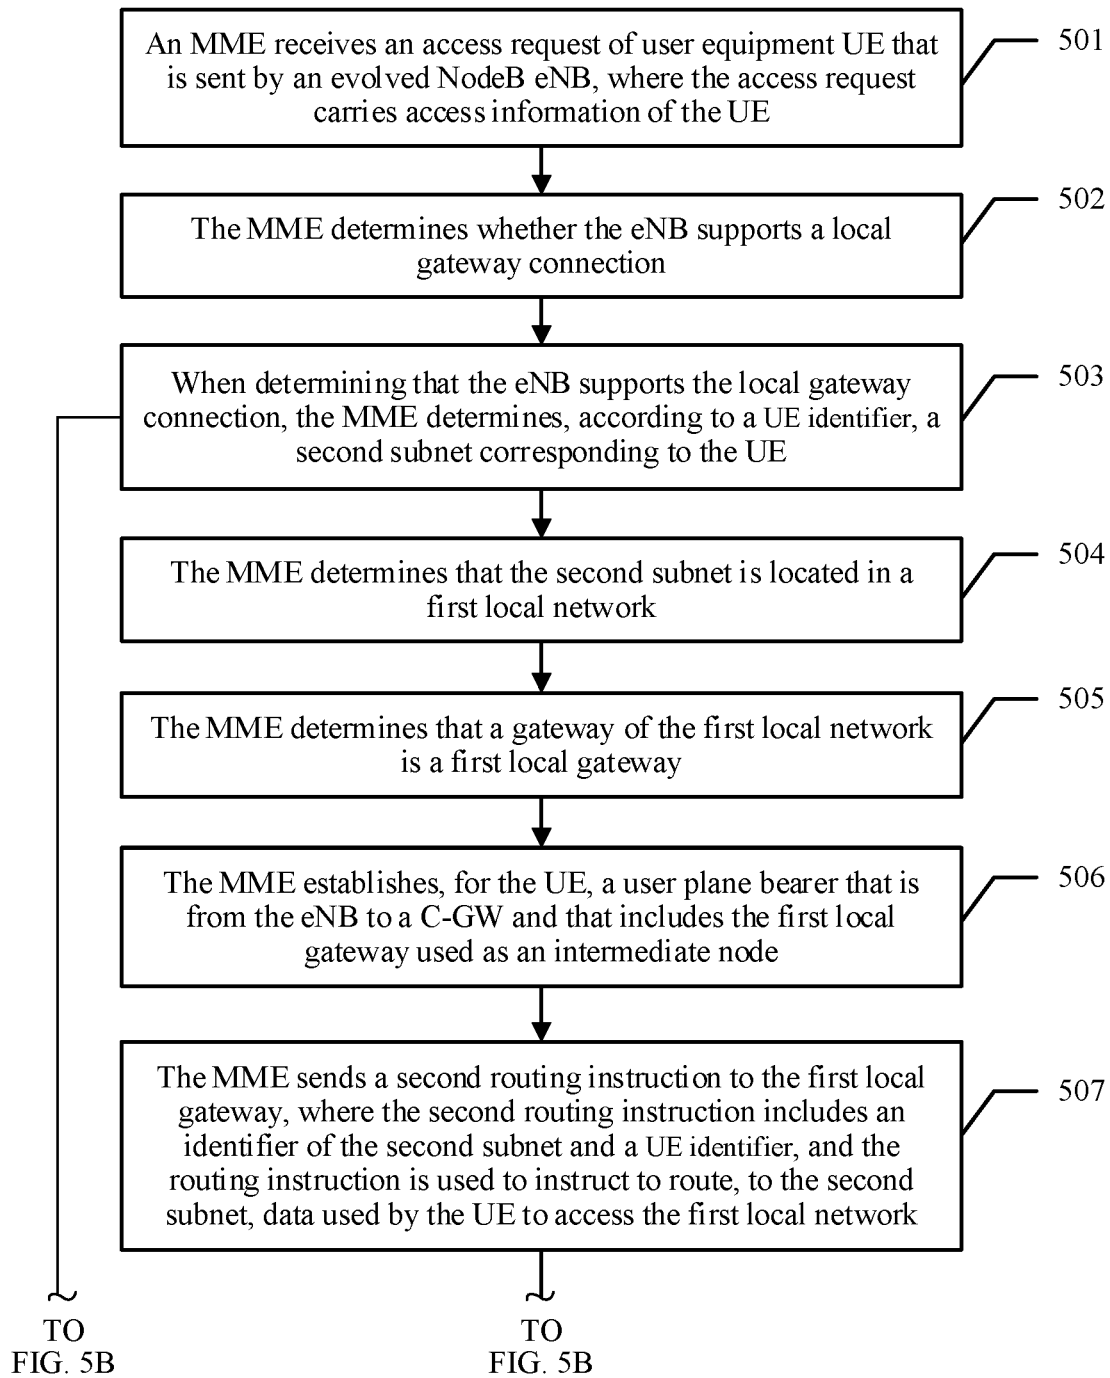 An MME receives an access request of user equipment UE that
is sent by an evolved NodeB eNB, where the access request
carries access information of the UE
501
The MME determines whether the eNB supports a local
gateway connection
502
When determining that the eNB supports the local gateway
connection, the MME determines, according to a UE identifier, a
second subnet corresponding to the UE
503
The MME determines that the second subnet is located in a
first local network
504
The MME determines that a gateway of the first local network
is a first local gateway
505
The MME establishes, for the UE, a user plane bearer that is
from the eNB to a C-GW and that includes the first local
gateway used as an intermediate node
506
The MME sends a second routing instruction to the first local
gateway, where the second routing instruction includes an
identifier of the second subnet and a UE identifier, and the
routing instruction is used to instruct to route, to the second
subnet, data used by the UE to access the first local network
507
TO
FIG. 5B
TO
FIG. 5B